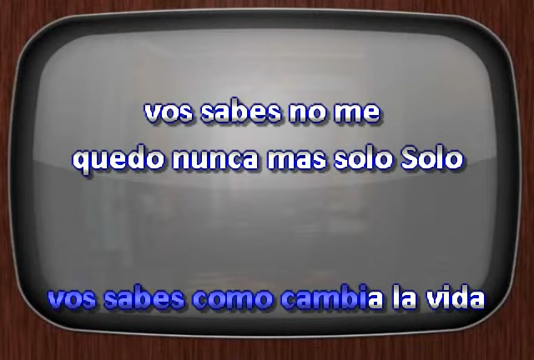 vos sabes no me
quedo nunca mas solo Solo
vos sabes como cambia la vida